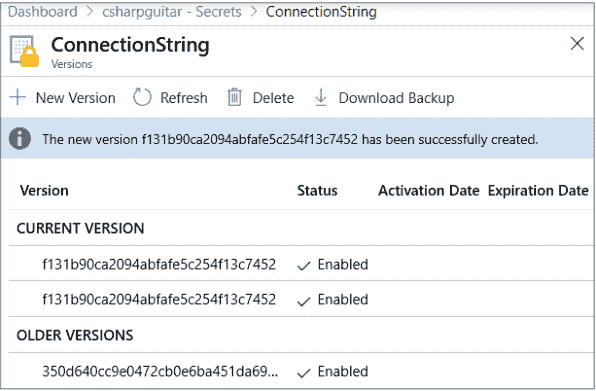 Dashboard > csharpguitar - Secrets > ConnectionString
ConnectionString
Versions
New Version Refresh Delete Download Backup
The new version f131b90ca2094abfafe5c254f13c7452 has been successfully created.
Version Status Activation Date Expiration Date
CURRENT VERSION
f131b90ca2094abfafe5c254f13c7452 Enabled
f131b90ca2094abfafe5c254f13c7452 Enabled
OLDER VERSIONS
350d640cc9e0472cb0e6ba451da69... Enabled